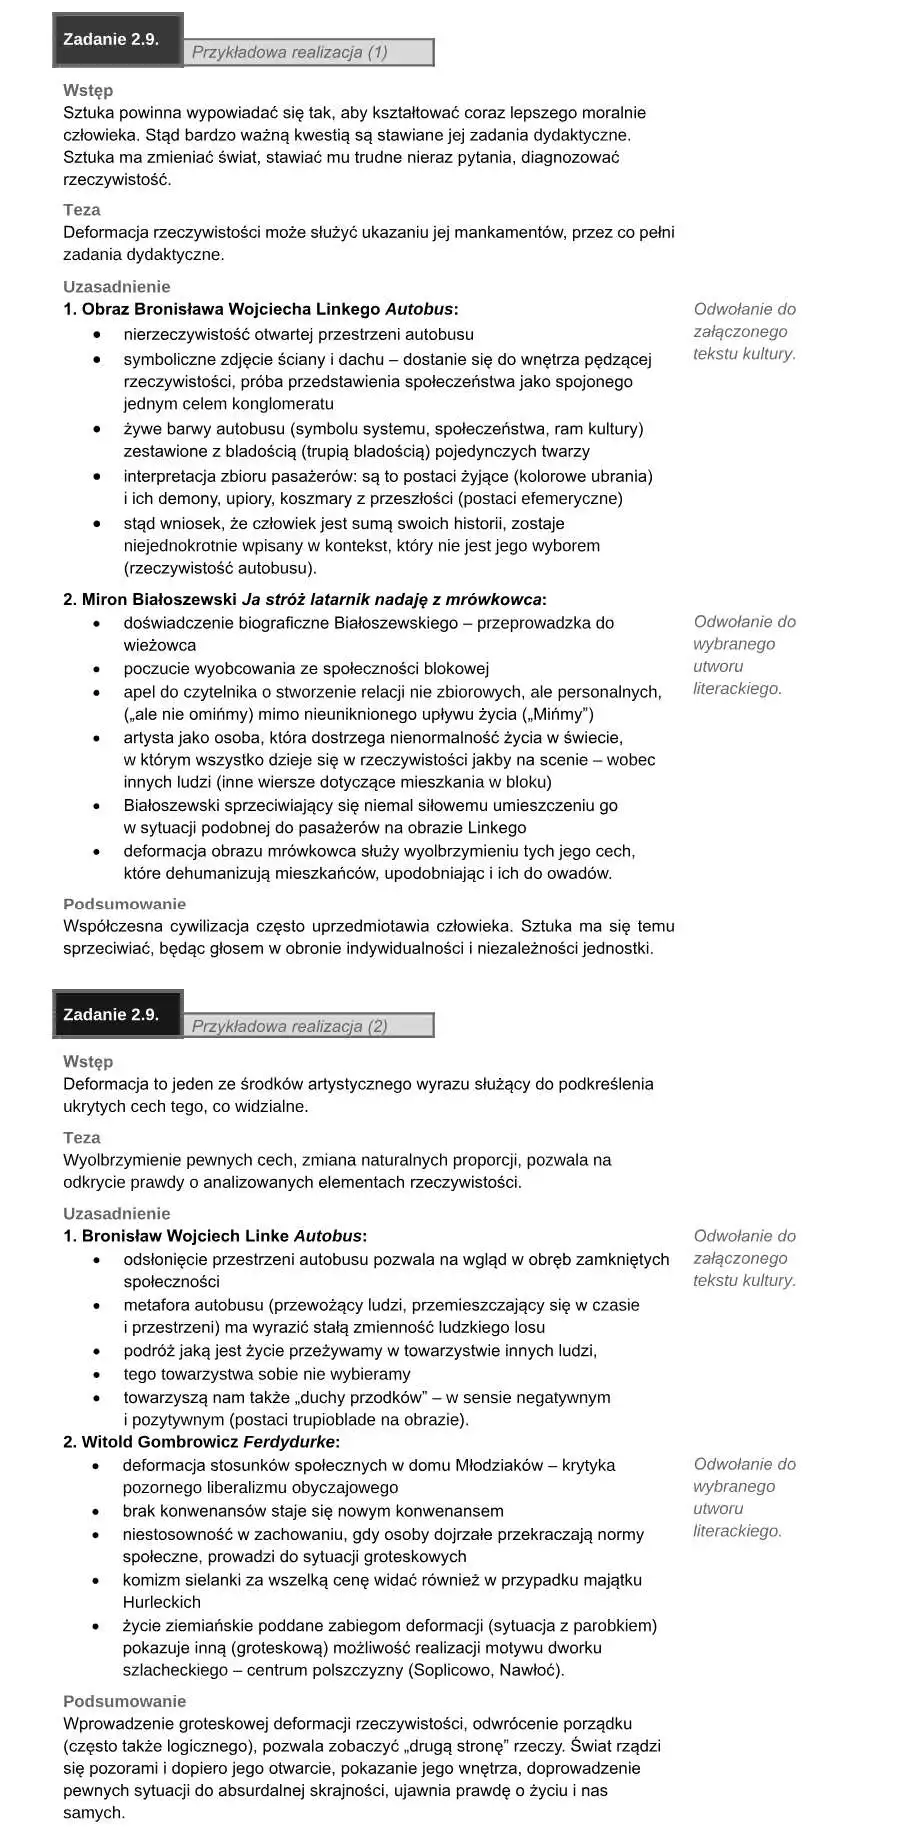 Zadanie 2.9.
Przykładowa realizacja (1)
Wstęp
Sztuka powinna wypowiadać się tak, aby kształtować coraz lepszego moralnie
człowieka. Stąd bardzo ważną kwestią są stawiane jej zadania dydaktyczne.
Sztuka ma zmieniać świat, stawiać mu trudne nieraz pytania, diagnozować
rzeczywistość.
Teza
Deformacja rzeczywistości może służyć ukazaniu jej mankamentów, przez co pełni
zadania dydaktyczne.
Uzasadnienie
1. Obraz Bronisława Wojciecha Linkego Autobus:
Odwołanie do
załączonego
tekstu kultury.
• nierzeczywistość otwartej przestrzeni autobusu
• symboliczne zdjęcie ściany i dachu – dostanie się do wnętrza pędzącej
rzeczywistości, próba przedstawienia społeczeństwa jako spojonego
jednym celem konglomeratu
• żywe barwy autobusu (symbolu systemu, społeczeństwa, ram kultury)
zestawione z bladością (trupią bladością) pojedynczych twarzy
• interpretacja zbioru pasażerów: są to postaci żyjące (kolorowe ubrania)
i ich demony, upiory, koszmary z przeszłości (postaci efemeryczne)
• stąd wniosek, że człowiek jest sumą swoich historii, zostaje
niejednokrotnie wpisany w kontekst, który nie jest jego wyborem
(rzeczywistość autobusu).
2. Miron Białoszewski Ja stróż latarnik nadaję z mrówkowca:
Odwołanie do
wybranego
utworu
literackiego.
• doświadczenie biograficzne Białoszewskiego – przeprowadzka do
wieżowca
• poczucie wyobcowania ze społeczności blokowej
• apel do czytelnika o stworzenie relacji nie zbiorowych, ale personalnych,
(„ale nie omińmy) mimo nieuniknionego upływu życia („Mińmy”)
• artysta jako osoba, która dostrzega nienormalność życia w świecie,
w którym wszystko dzieje się w rzeczywistości jakby na scenie – wobec
innych ludzi (inne wiersze dotyczące mieszkania w bloku)
• Białoszewski sprzeciwiający się niemal siłowemu umieszczeniu go
w sytuacji podobnej do pasażerów na obrazie Linkego
• deformacja obrazu mrówkowca służy wyolbrzymieniu tych jego cech,
które dehumanizują mieszkańców, upodobniając i ich do owadów.
Podsumowanie
Współczesna cywilizacja często uprzedmiotawia człowieka. Sztuka ma się temu
sprzeciwiać, będąc głosem w obronie indywidualności i niezależności jednostki.
Zadanie 2.9.
Przykładowa realizacja (2)
Wstęp
Deformacja to jeden ze środków artystycznego wyrazu służący do podkreślenia
ukrytych cech tego, co widzialne.
Teza
Wyolbrzymienie pewnych cech, zmiana naturalnych proporcji, pozwala na
odkrycie prawdy o analizowanych elementach rzeczywistości.
Uzasadnienie
1. Bronisław Wojciech Linke Autobus:
Odwołanie do
załączonego
tekstu kultury.
• odsłonięcie przestrzeni autobusu pozwala na wgląd w obręb zamkniętych
społeczności
• metafora autobusu (przewożący ludzi, przemieszczający się w czasie
i przestrzeni) ma wyrazić stałą zmienność ludzkiego losu
• podróż jaką jest życie przeżywamy w towarzystwie innych ludzi,
• tego towarzystwa sobie nie wybieramy
• towarzyszą nam także „duchy przodków” – w sensie negatywnym
i pozytywnym (postaci trupioblade na obrazie).
2. Witold Gombrowicz Ferdydurke:
Odwołanie do
wybranego
utworu
literackiego.
• deformacja stosunków społecznych w domu Młodziaków – krytyka
pozornego liberalizmu obyczajowego
• brak konwenansów staje się nowym konwenansem
• niestosowność w zachowaniu, gdy osoby dojrzałe przekraczają normy
społeczne, prowadzi do sytuacji groteskowych
• komizm sielanki za wszelką cenę widać również w przypadku majątku
Hurleckich
• życie ziemiańskie poddane zabiegom deformacji (sytuacja z parobkiem)
pokazuje inną (groteskową) możliwość realizacji motywu dworku
szlacheckiego – centrum polszczyzny (Soplicowo, Nawłoć).
Podsumowanie
Wprowadzenie groteskowej deformacji rzeczywistości, odwrócenie porządku
(często także logicznego), pozwala zobaczyć „drugą stronę” rzeczy. Świat rządzi
się pozorami i dopiero jego otwarcie, pokazanie jego wnętrza, doprowadzenie
pewnych sytuacji do absurdalnej skrajności, ujawnia prawdę o życiu i nas
samych.